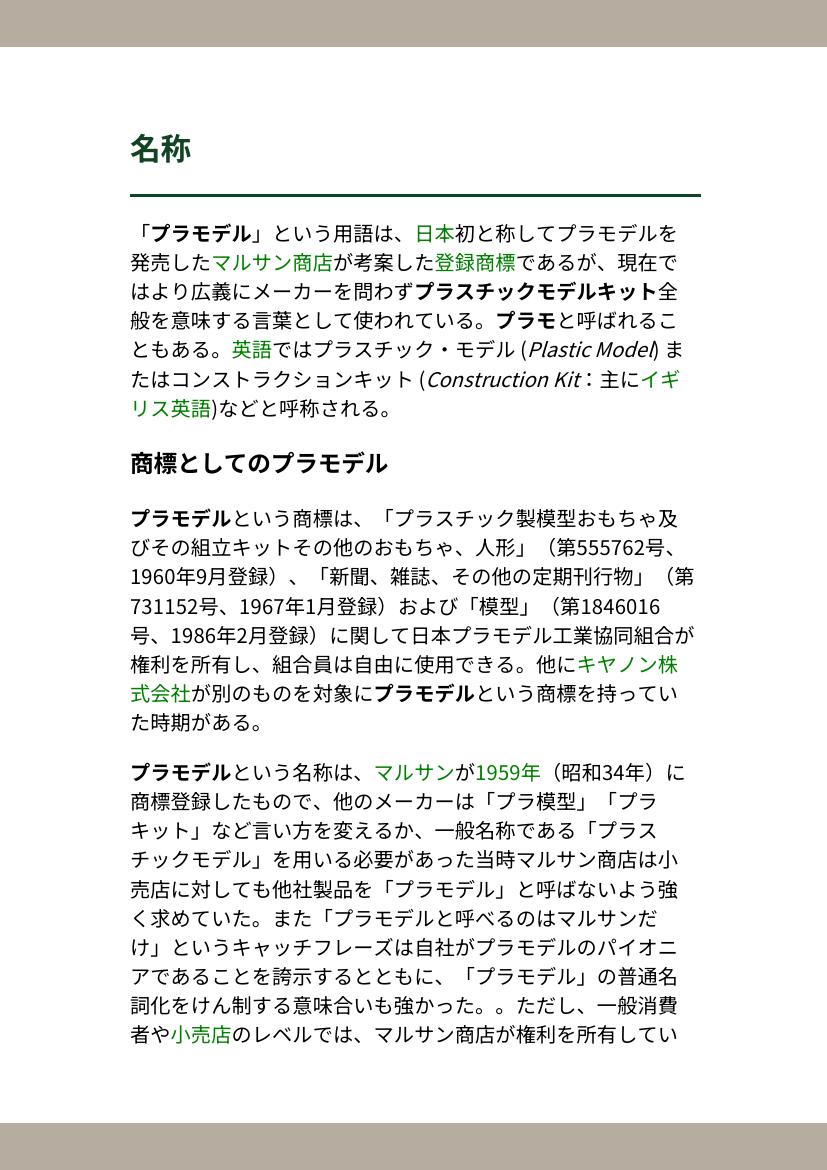 名称
「プラモデル」という用語は、日本初と称してプラモデルを
発売したマルサン商店が考案した登録商標であるが、現在で
はより広義にメーカーを問わずプラスチックモデルキット全
般を意味する言葉として使われている。プラモと呼ばれるこ
ともある。英語ではプラスチック・モデル (Plastic Model) ま
たはコンストラクションキット (Construction Kit：主にイギ
リス英語)などと呼称される。
商標としてのプラモデル
プラモデルという商標は、「プラスチック製模型おもちゃ及
びその組立キットその他のおもちゃ、人形」（第555762号、
1960年9月登録）、「新聞、雑誌、その他の定期刊行物」（第
731152号、1967年1月登録）および「模型」（第1846016
号、1986年2月登録）に関して日本プラモデル工業協同組合が
権利を所有し、組合員は自由に使用できる。他にキヤノン株
式会社が別のものを対象にプラモデルという商標を持ってい
た時期がある。
プラモデルという名称は、マルサンが1959年（昭和34年）に
商標登録したもので、他のメーカーは「プラ模型」「プラ
キット」など言い方を変えるか、一般名称である「プラス
チックモデル」を用いる必要があった当時マルサン商店は小
売店に対しても他社製品を「プラモデル」と呼ばないよう強
く求めていた。また「プラモデルと呼べるのはマルサンだ
け」というキャッチフレーズは自社がプラモデルのパイオニ
アであることを誇示するとともに、「プラモデル」の普通名
詞化をけん制する意味合いも強かった。。ただし、一般消費
者や小売店のレベルでは、マルサン商店が権利を所有してい